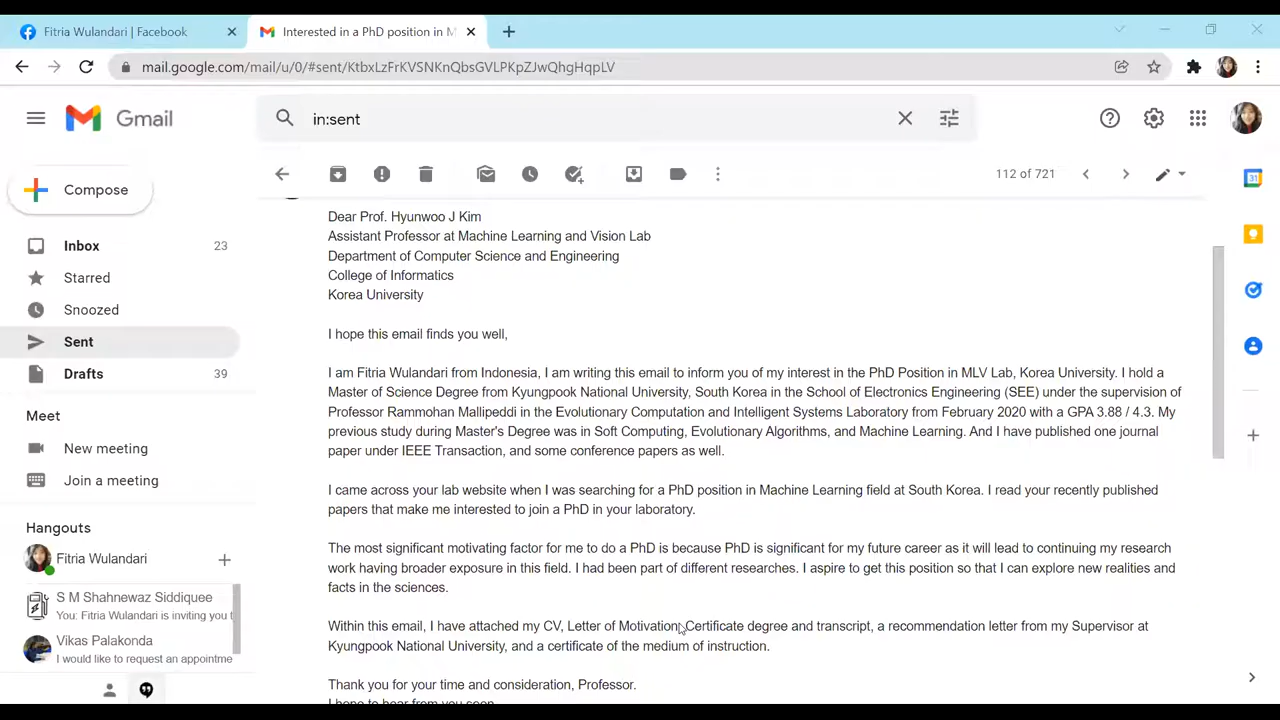 Fitria Wulandari | Facebook
Interested in a PhD position in M
mail.google.com/mail/u/0/#sent/KtbxLzFrKVSNKnQbsGVLPKpZJwQhgHqpLV
Gmail
in:sent
Compose
112 of 721
Inbox 23
Starred
Snoozed
Sent
Drafts 39
Meet
New meeting
Join a meeting
Hangouts
Fitria Wulandari
S M Shahnewaz Siddiquee
You: Fitria Wulandari is inviting you t
Vikas Palakonda
I would like to request an appointme
Dear Prof. Hyunwoo J Kim
Assistant Professor at Machine Learning and Vision Lab
Department of Computer Science and Engineering
College of Informatics
Korea University
I hope this email finds you well,
I am Fitria Wulandari from Indonesia, I am writing this email to inform you of my interest in the PhD Position in MLV Lab, Korea University. I hold a
Master of Science Degree from Kyungpook National University, South Korea in the School of Electronics Engineering (SEE) under the supervision of
Professor Rammohan Mallipeddi in the Evolutionary Computation and Intelligent Systems Laboratory from February 2020 with a GPA 3.88 / 4.3. My
previous study during Master's Degree was in Soft Computing, Evolutionary Algorithms, and Machine Learning. And I have published one journal
paper under IEEE Transaction, and some conference papers as well.
I came across your lab website when I was searching for a PhD position in Machine Learning field at South Korea. I read your recently published
papers that make me interested to join a PhD in your laboratory.
The most significant motivating factor for me to do a PhD is because PhD is significant for my future career as it will lead to continuing my research
work having broader exposure in this field. I had been part of different researches. I aspire to get this position so that I can explore new realities and
facts in the sciences.
Within this email, I have attached my CV, Letter of Motivation, Certificate degree and transcript, a recommendation letter from my Supervisor at
Kyungpook National University, and a certificate of the medium of instruction.
Thank you for your time and consideration, Professor.
I hope to hear from you soon